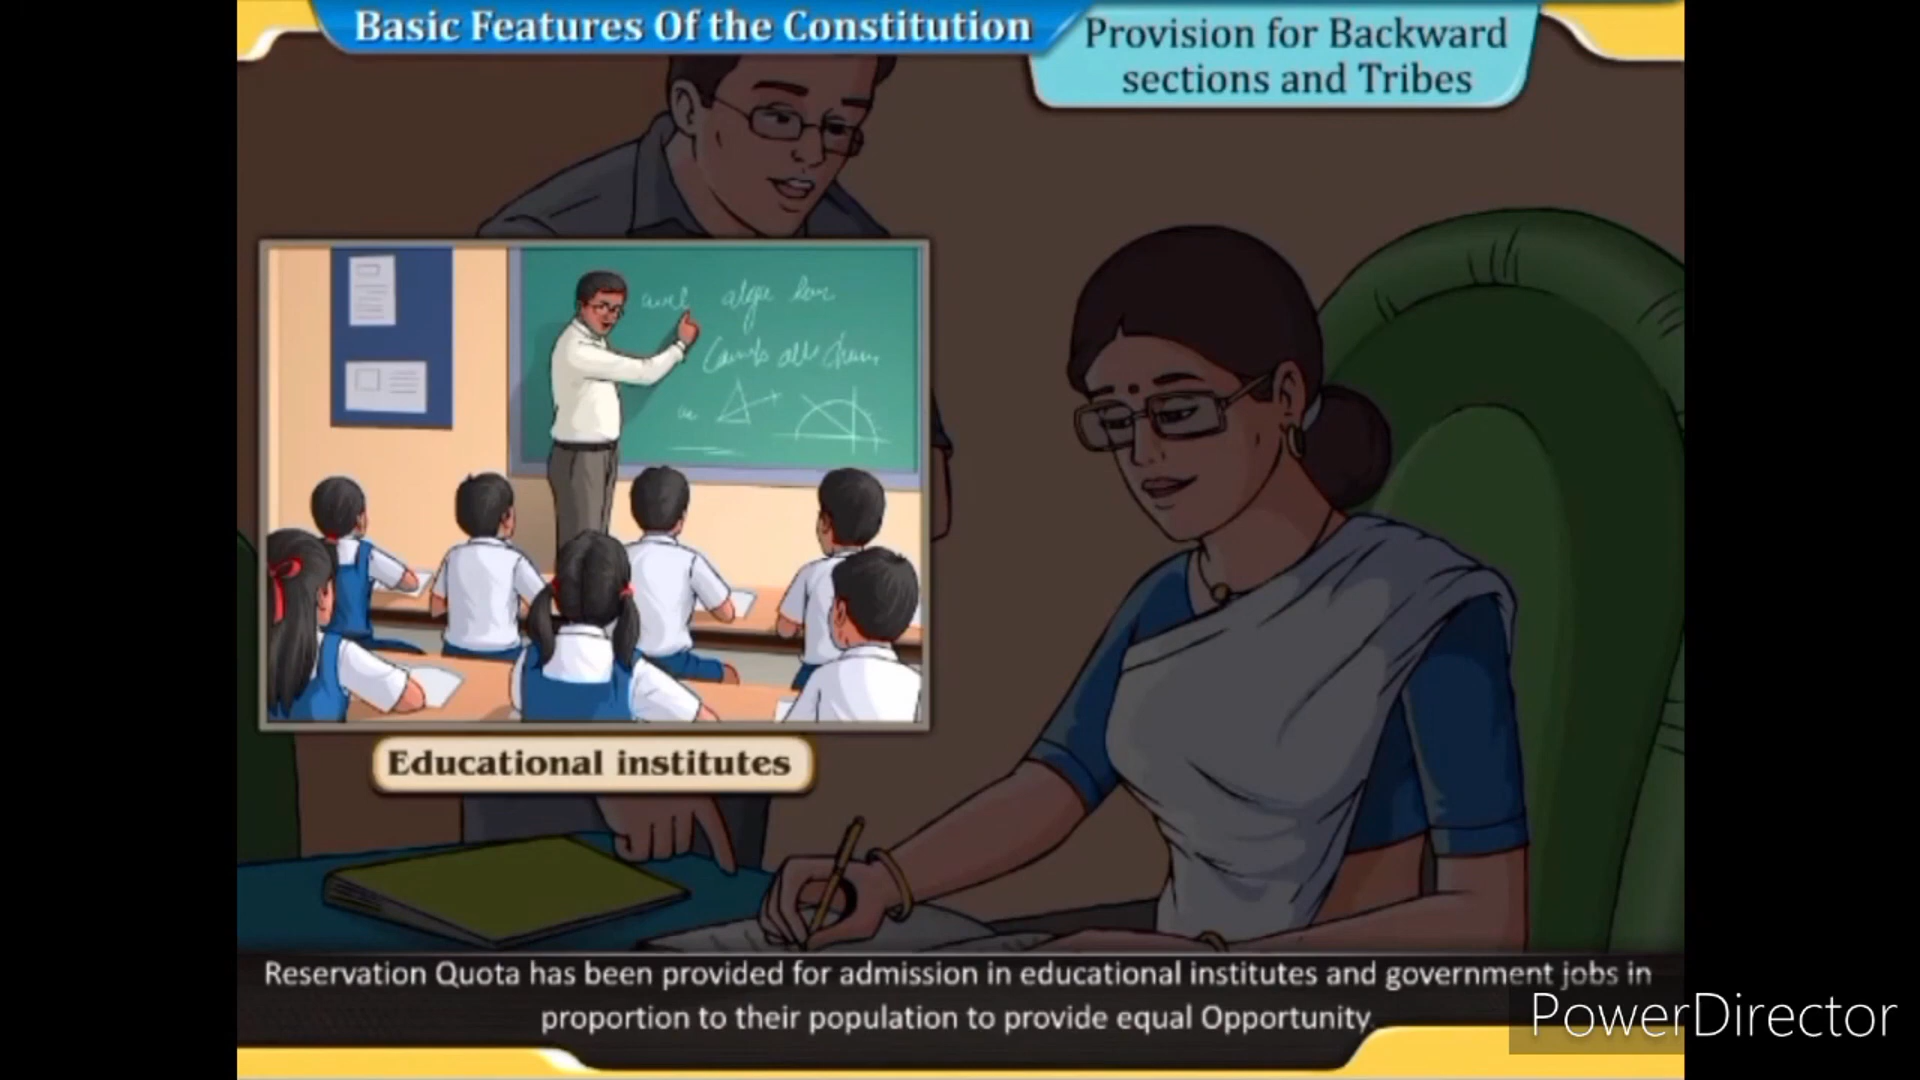 Basic Features Of the Constitution
Provision for Backward
sections and Tribes
Educational institutes
Reservation Quota has been provided for admission in educational institutes and government jobs in
proportion to their population to provide equal Opportunity.
PowerDirector